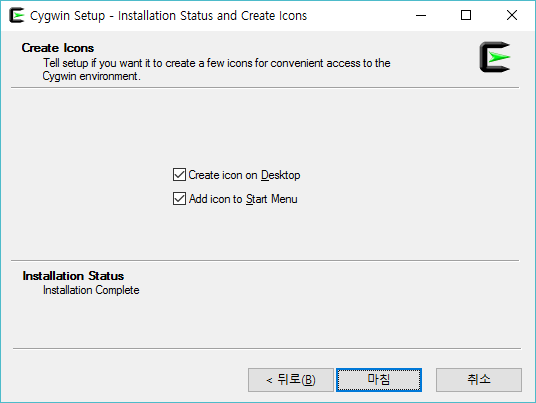 Cygwin Setup - Installation Status and Create Icons
Create Icons
Tell setup if you want it to create a few icons for convenient access to the
Cygwin environment.
Create icon on Desktop
Add icon to Start Menu
Installation Status
Installation Complete
< 뒤로(B)
마침
취소